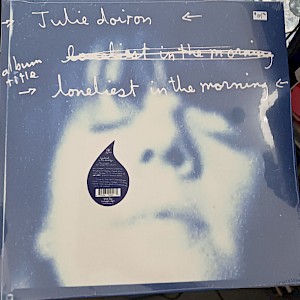 → Julie doiron ←
loneliest in the morning
album title → loneliest in the morning ←